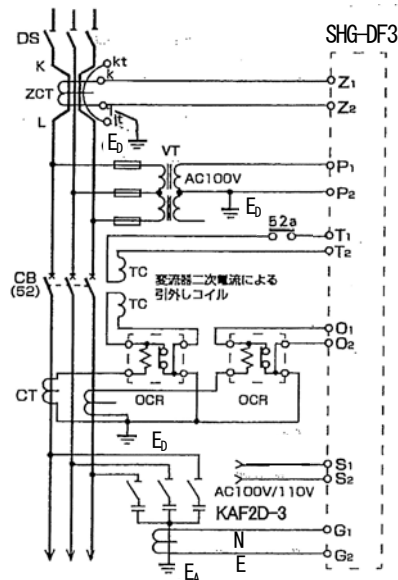 SHG-DF3
DS
K
kt
k
Z1
ZCT
l
Z2
L
lt
ED
VT
P1
AC100V
P2
ED
52a
T1
T2
TC
変流器二次電流による
引外しコイル
CB
(52)
TC
O1
O2
CT
OCR
OCR
ED
S1
S2
AC100V/110V
KAF2D-3
G1
N
E
G2
EA